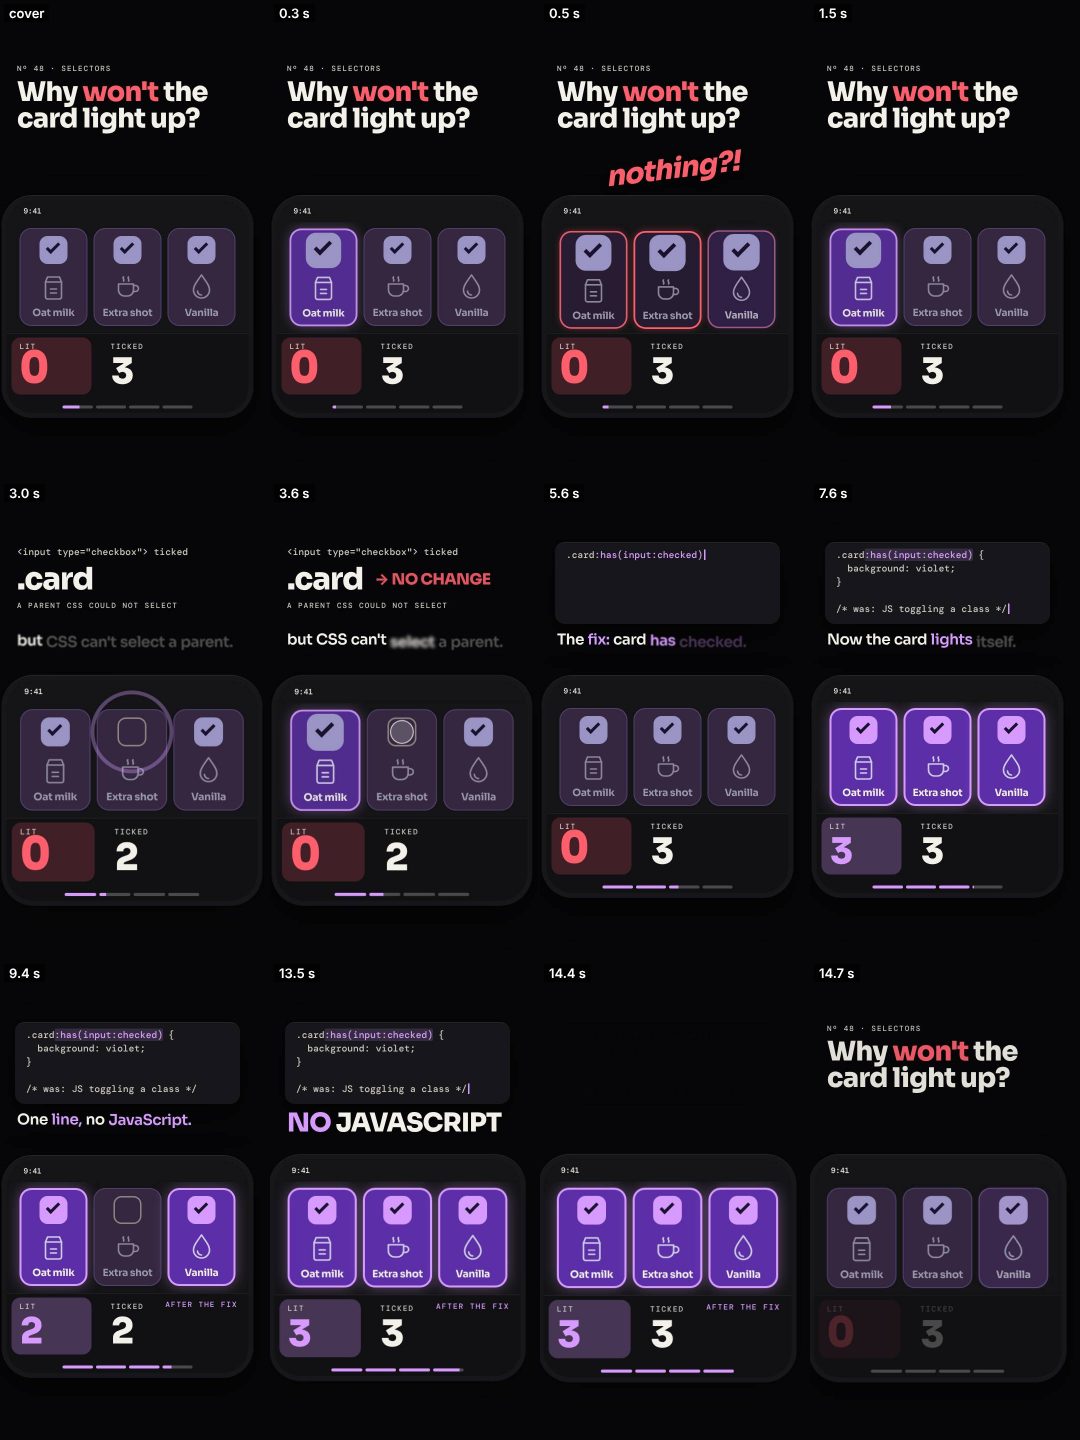 cover
Nº 48 · SELECTORS
Why won't the
card light up?
9:41
Oat milk
Extra shot
Vanilla
LIT
TICKED
0
3
0.3 s
Nº 48 · SELECTORS
Why won't the
card light up?
9:41
Oat milk
Extra shot
Vanilla
LIT
TICKED
0
3
0.5 s
Nº 48 · SELECTORS
Why won't the
card light up?
nothing?!
9:41
Oat milk
Extra shot
Vanilla
LIT
TICKED
0
3
1.5 s
Nº 48 · SELECTORS
Why won't the
card light up?
9:41
Oat milk
Extra shot
Vanilla
LIT
TICKED
0
3
3.0 s
<input type="checkbox"> ticked
.card
A PARENT CSS COULD NOT SELECT
but CSS can't select a parent.
9:41
Oat milk
Extra shot
Vanilla
LIT
TICKED
0
2
3.6 s
<input type="checkbox"> ticked
.card → NO CHANGE
A PARENT CSS COULD NOT SELECT
but CSS can't select a parent.
9:41
Oat milk
Extra shot
Vanilla
LIT
TICKED
0
2
5.6 s
.card:has(input:checked)
The fix: card has checked.
9:41
Oat milk
Extra shot
Vanilla
LIT
TICKED
0
3
7.6 s
.card:has(input:checked) {
background: violet;
}
/* was: JS toggling a class */
Now the card lights itself.
9:41
Oat milk
Extra shot
Vanilla
LIT
TICKED
3
3
9.4 s
.card:has(input:checked) {
background: violet;
}
/* was: JS toggling a class */
One line, no JavaScript.
9:41
Oat milk
Extra shot
Vanilla
LIT
TICKED
AFTER THE FIX
2
2
13.5 s
.card:has(input:checked) {
background: violet;
}
/* was: JS toggling a class */
NO JAVASCRIPT
9:41
Oat milk
Extra shot
Vanilla
LIT
TICKED
AFTER THE FIX
3
3
14.4 s
9:41
Oat milk
Extra shot
Vanilla
LIT
TICKED
AFTER THE FIX
3
3
14.7 s
Nº 48 · SELECTORS
Why won't the
card light up?
9:41
Oat milk
Extra shot
Vanilla
LIT
TICKED
0
3